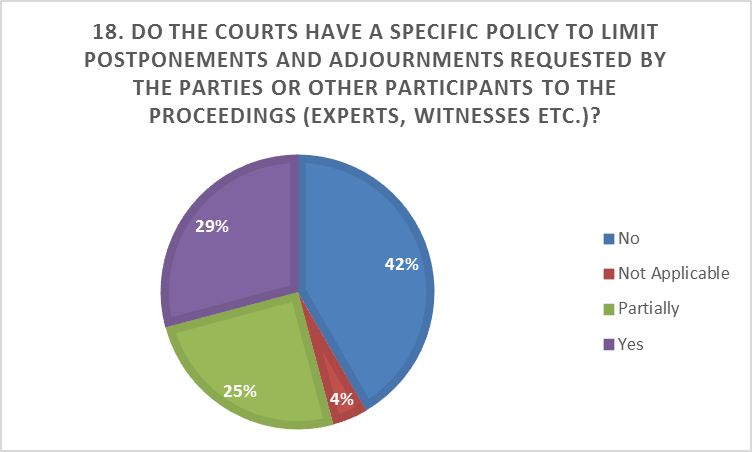 18. DO THE COURTS HAVE A SPECIFIC POLICY TO LIMIT
POSTPONEMENTS AND ADJOURNMENTS REQUESTED BY
THE PARTIES OR OTHER PARTICIPANTS TO THE
PROCEEDINGS (EXPERTS, WITNESSES ETC.)?
29%
42%
25%
4%
No
Not Applicable
Partially
Yes